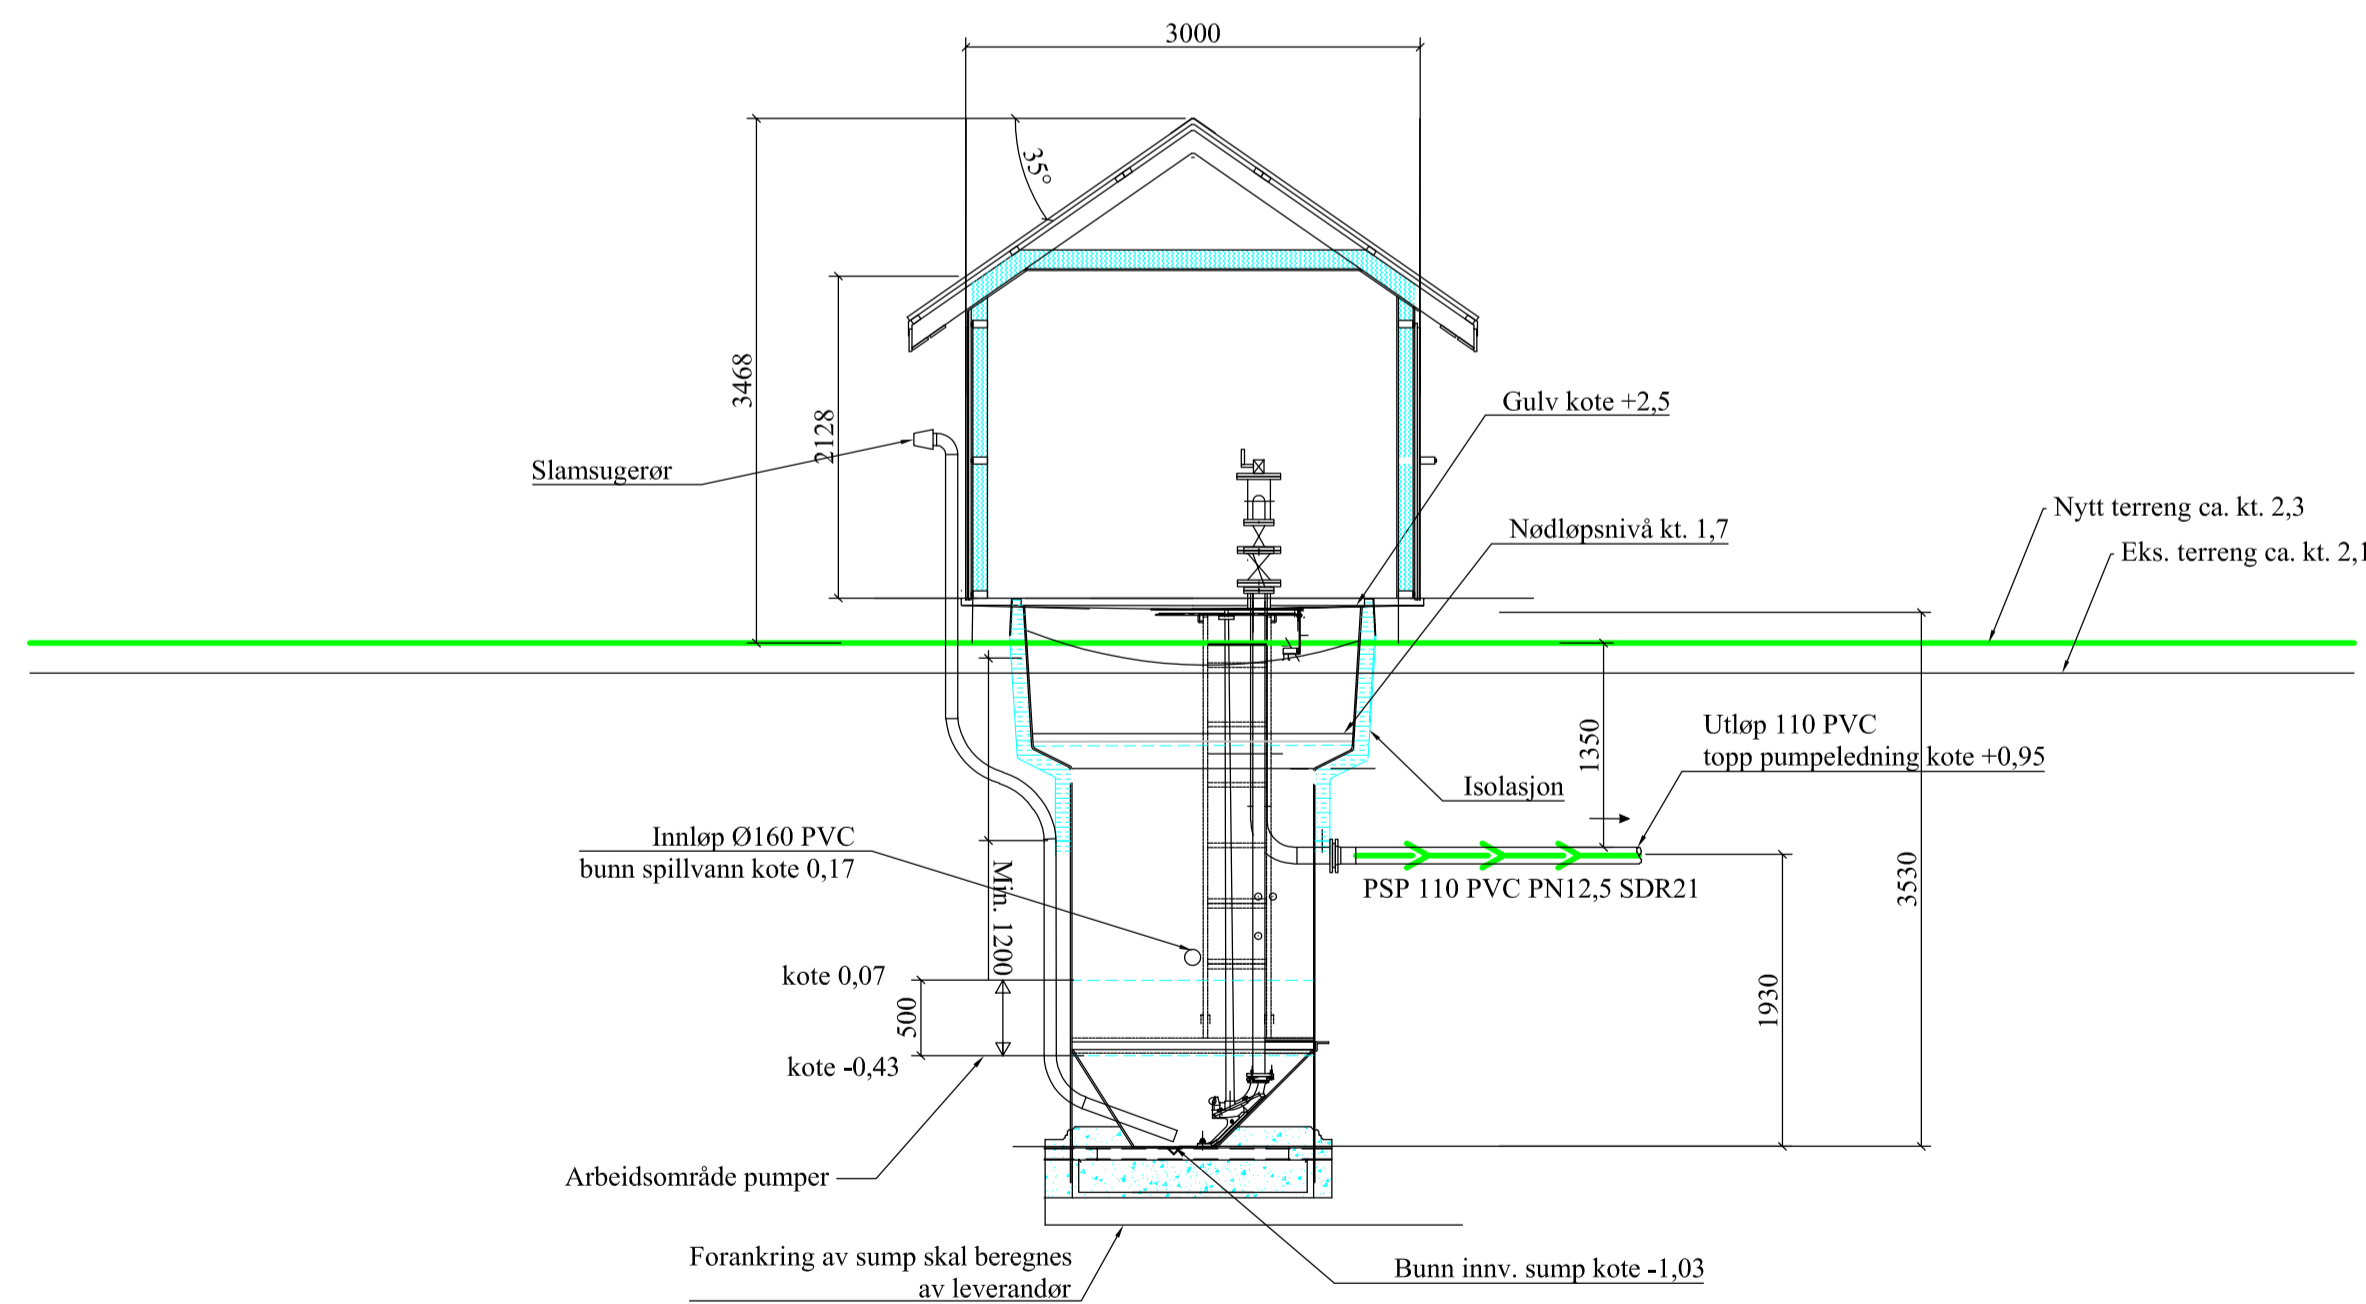 3000
35°
3468
2128
Gulv kote +2,5
Slamsugerør
Nødløpsnivå kt. 1,7
Nytt terreng ca. kt. 2,3
Eks. terreng ca. kt. 2,1
Utløp 110 PVC
topp pumpeledning kote +0,95
1350
Isolasjon
Innløp Ø160 PVC
bunn spillvann kote 0,17
Min. 1200
PSP 110 PVC PN12,5 SDR21
3530
kote 0,07
500
1930
kote -0,43
Arbeidsområde pumper
Forankring av sump skal beregnes
av leverandør
Bunn innv. sump kote -1,03